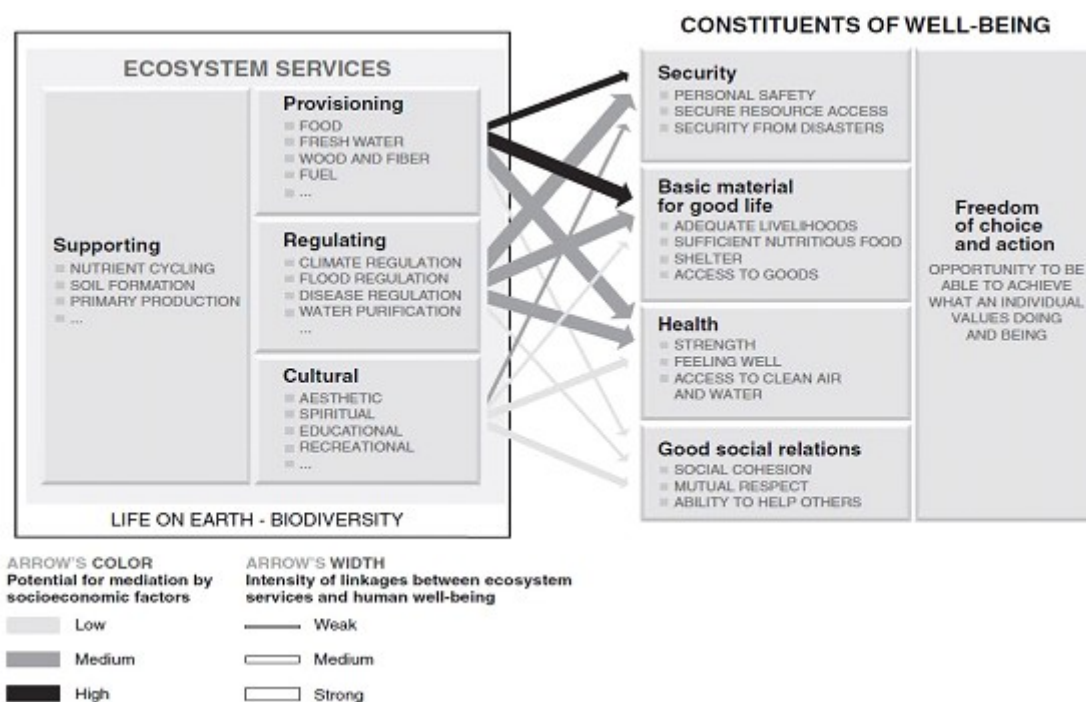 CONSTITUENTS OF WELL-BEING
ECOSYSTEM SERVICES
Supporting
NUTRIENT CYCLING
SOIL FORMATION
PRIMARY PRODUCTION
...
Provisioning
FOOD
FRESH WATER
WOOD AND FIBER
FUEL
...
Regulating
CLIMATE REGULATION
FLOOD REGULATION
DISEASE REGULATION
WATER PURIFICATION
...
Cultural
AESTHETIC
SPIRITUAL
EDUCATIONAL
RECREATIONAL
...
LIFE ON EARTH - BIODIVERSITY
Security
PERSONAL SAFETY
SECURE RESOURCE ACCESS
SECURITY FROM DISASTERS
Basic material
for good life
ADEQUATE LIVELIHOODS
SUFFICIENT NUTRITIOUS FOOD
SHELTER
ACCESS TO GOODS
Health
STRENGTH
FEELING WELL
ACCESS TO CLEAN AIR
AND WATER
Good social relations
SOCIAL COHESION
MUTUAL RESPECT
ABILITY TO HELP OTHERS
Freedom
of choice
and action
OPPORTUNITY TO BE
ABLE TO ACHIEVE
WHAT AN INDIVIDUAL
VALUES DOING
AND BEING
ARROW'S COLOR
Potential for mediation by
socioeconomic factors
Low
Medium
High
ARROW'S WIDTH
Intensity of linkages between ecosystem
services and human well-being
Weak
Medium
Strong